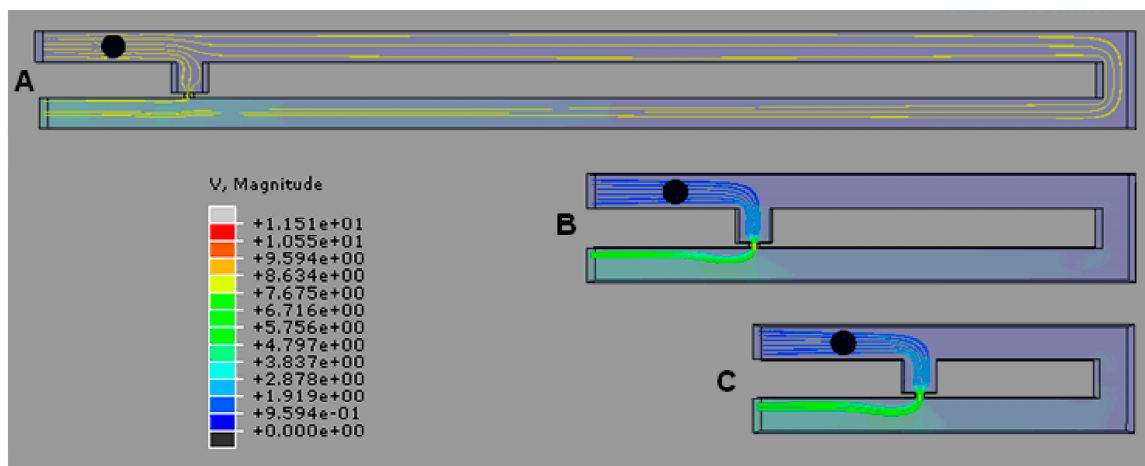 A
V, Magnitude
+1.151e+01
+1.055e+01
+9.594e+00
+8.634e+00
+7.675e+00
+6.716e+00
+5.756e+00
+4.797e+00
+3.837e+00
+2.878e+00
+1.919e+00
+9.594e-01
+0.000e+00
B
C